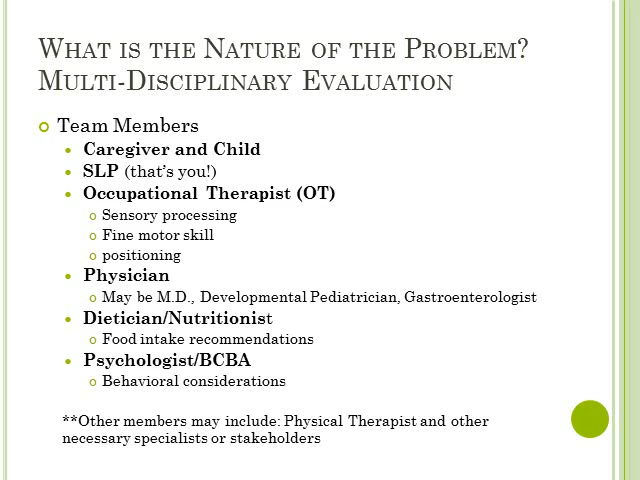 What is the Nature of the Problem?
Multi-Disciplinary Evaluation
Team Members
Caregiver and Child
SLP (that's you!)
Occupational Therapist (OT)
Sensory processing
Fine motor skill
positioning
Physician
May be M.D., Developmental Pediatrician, Gastroenterologist
Dietician/Nutritionist
Food intake recommendations
Psychologist/BCBA
Behavioral considerations
**Other members may include: Physical Therapist and other
necessary specialists or stakeholders